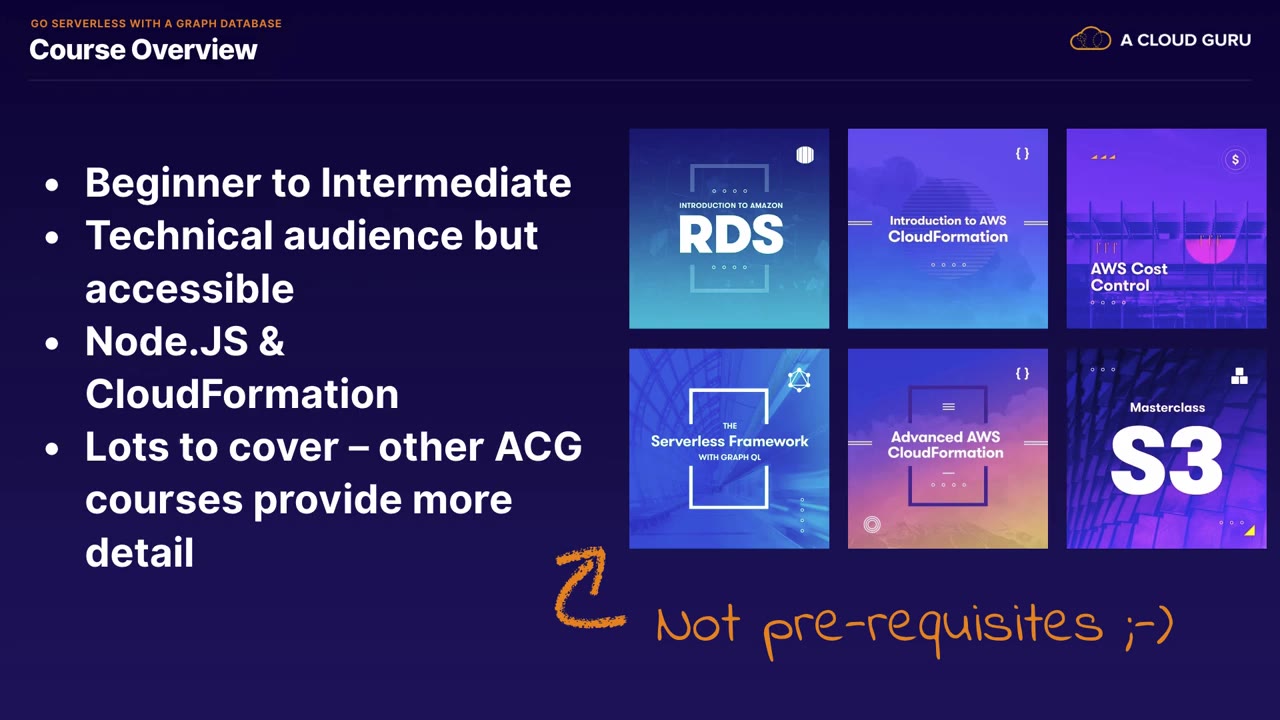 GO SERVERLESS WITH A GRAPH DATABASE
Course Overview
A CLOUD GURU
• Beginner to Intermediate
• Technical audience but
accessible
• Node.JS &
CloudFormation
• Lots to cover – other ACG
courses provide more
detail
INTRODUCTION TO AMAZON
RDS
{ }
Introduction to AWS
CloudFormation
$
AWS Cost
Control
THE
Serverless Framework
WITH GRAPH QL
{ }
Advanced AWS
CloudFormation
Masterclass
S3
Not pre-requisites ;-)